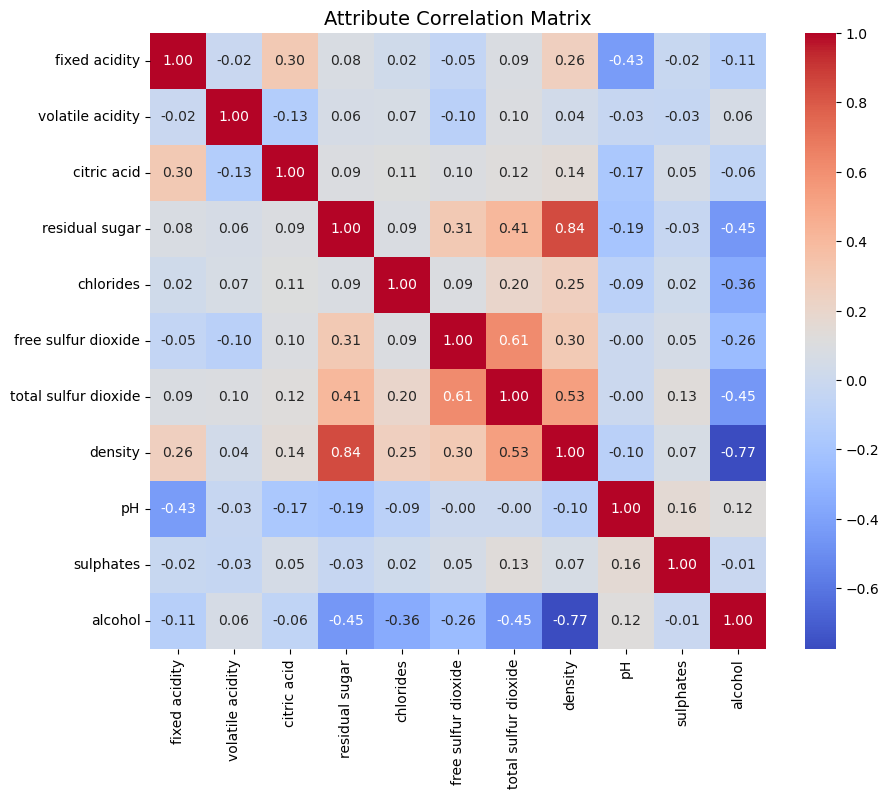 Attribute Correlation Matrix
fixed acidity 1.00 -0.02 0.30 0.08 0.02 -0.05 0.09 0.26 -0.43 -0.02 -0.11
volatile acidity -0.02 1.00 -0.13 0.06 0.07 -0.10 0.10 0.04 -0.03 -0.03 0.06
citric acid 0.30 -0.13 1.00 0.09 0.11 0.10 0.12 0.14 -0.17 0.05 -0.06
residual sugar 0.08 0.06 0.09 1.00 0.09 0.31 0.41 0.84 -0.19 -0.03 -0.45
chlorides 0.02 0.07 0.11 0.09 1.00 0.09 0.20 0.25 -0.09 0.02 -0.36
free sulfur dioxide -0.05 -0.10 0.10 0.31 0.09 1.00 0.61 0.30 -0.00 0.05 -0.26
total sulfur dioxide 0.09 0.10 0.12 0.41 0.20 0.61 1.00 0.53 -0.00 0.13 -0.45
density 0.26 0.04 0.14 0.84 0.25 0.30 0.53 1.00 -0.10 0.07 -0.77
pH -0.43 -0.03 -0.17 -0.19 -0.09 -0.00 -0.00 -0.10 1.00 0.16 0.12
sulphates -0.02 -0.03 0.05 -0.03 0.02 0.05 0.13 0.07 0.16 1.00 -0.01
alcohol -0.11 0.06 -0.06 -0.45 -0.36 -0.26 -0.45 -0.77 0.12 -0.01 1.00
fixed acidity
volatile acidity
citric acid
residual sugar
chlorides
free sulfur dioxide
total sulfur dioxide
density
pH
sulphates
alcohol
1.0
0.8
0.6
0.4
0.2
0.0
−0.2
−0.4
−0.6